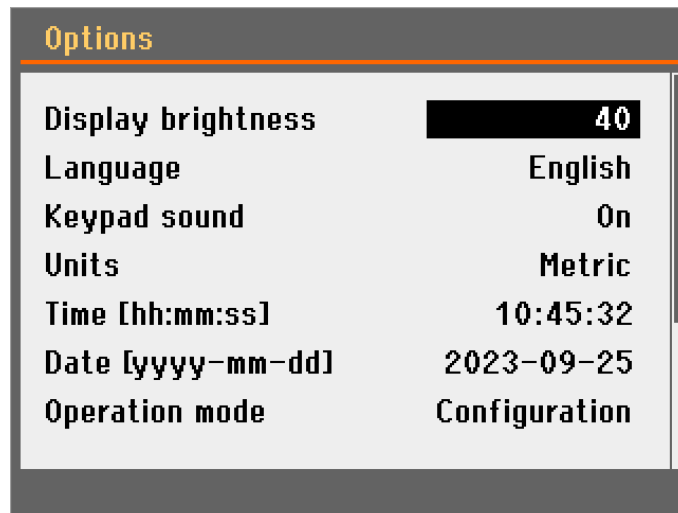 Options
Display brightness 40
Language English
Keypad sound On
Units Metric
Time [hh:mm:ss] 10:45:32
Date [yyyy-mm-dd] 2023-09-25
Operation mode Configuration